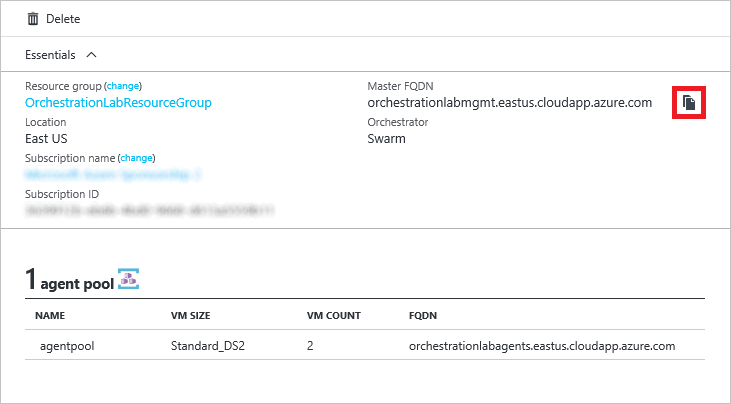 Delete
Essentials
Resource group (change)
OrchestrationLabResourceGroup
Location
East US
Subscription name (change)
Subscription ID
Master FQDN
orchestrationlabmgmt.eastus.cloudapp.azure.com
Orchestrator
Swarm
1 agent pool
NAME VM SIZE VM COUNT FQDN
agentpool Standard_DS2 2 orchestrationlabagents.eastus.cloudapp.azure.com